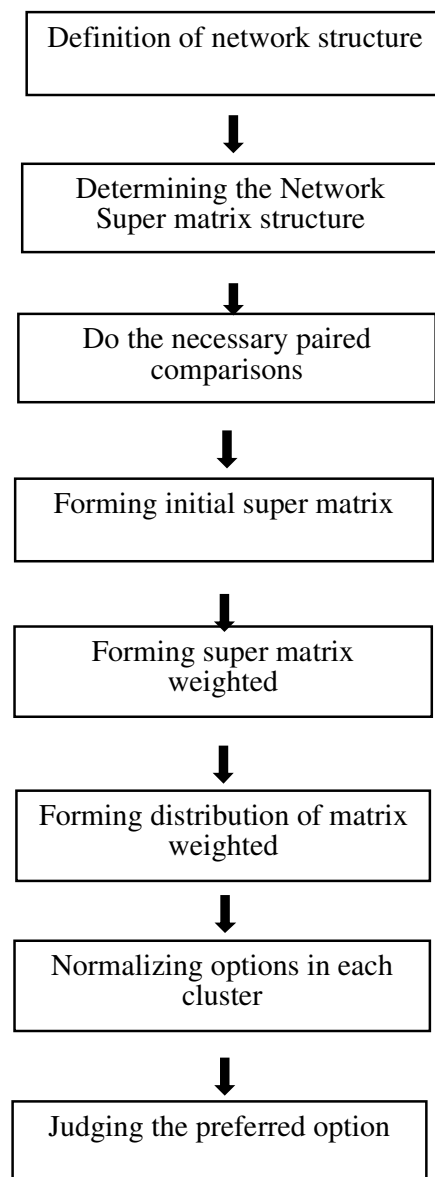 Definition of network structure
Determining the Network
Super matrix structure
Do the necessary paired
comparisons
Forming initial super matrix
Forming super matrix
weighted
Forming distribution of matrix
weighted
Normalizing options in each
cluster
Judging the preferred option